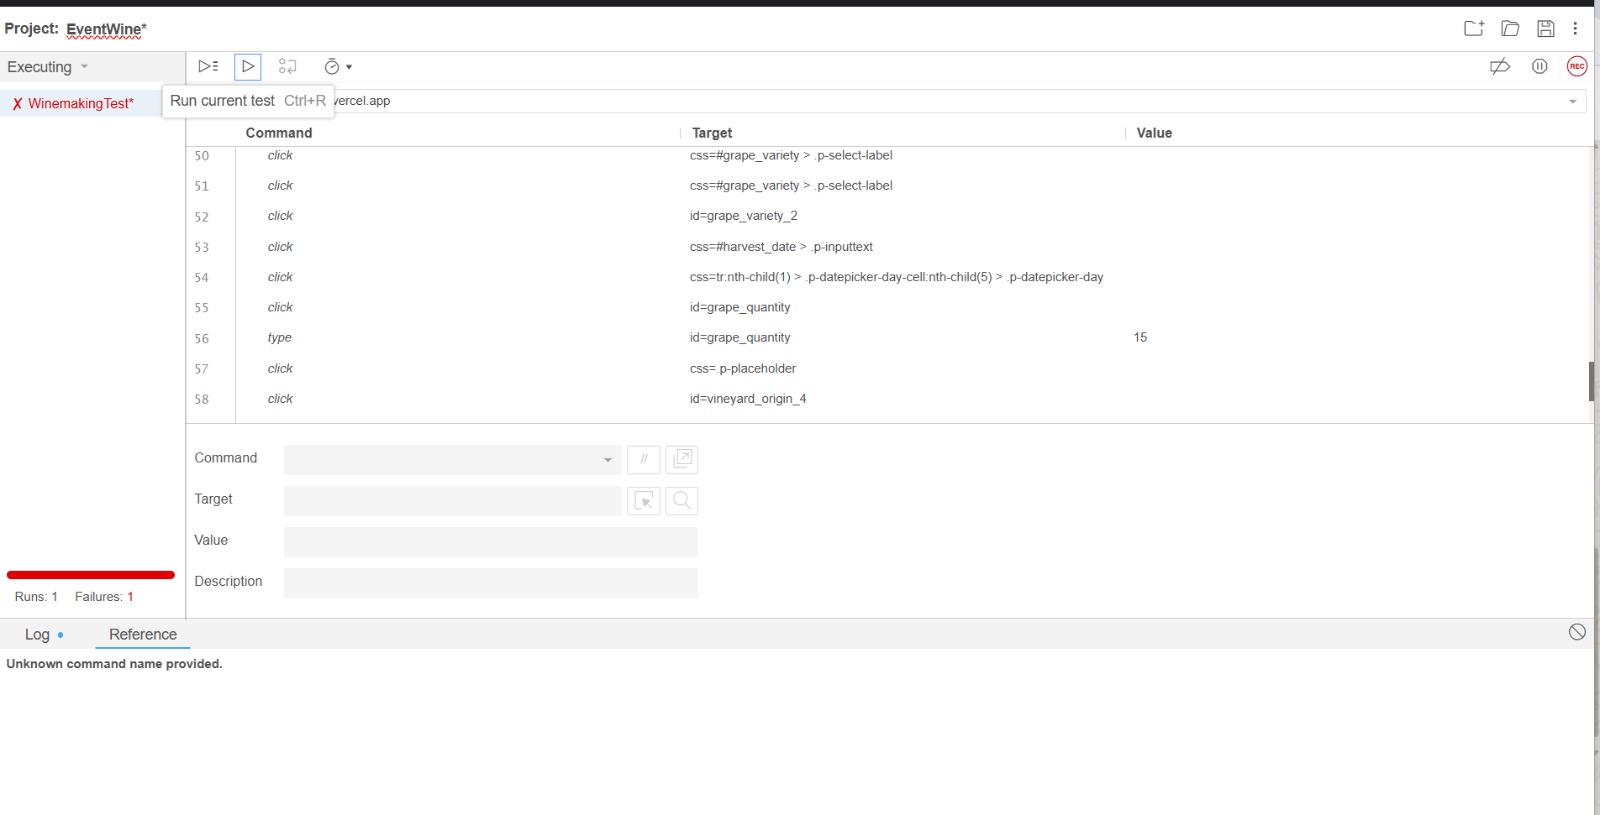 Project: EventWine*
Executing
✗ WinemakingTest*
Run current test Ctrl+R
vercel.app
REC
Command Target Value
50 click css=#grape_variety > .p-select-label
51 click css=#grape_variety > .p-select-label
52 click id=grape_variety_2
53 click css=#harvest_date > .p-inputtext
54 click css=tr:nth-child(1) > .p-datepicker-day-cell:nth-child(5) > .p-datepicker-day
55 click id=grape_quantity
56 type id=grape_quantity 15
57 click css=.p-placeholder
58 click id=vineyard_origin_4
Command //
Target
Value
Description
Runs: 1 Failures: 1
Log Reference
Unknown command name provided.